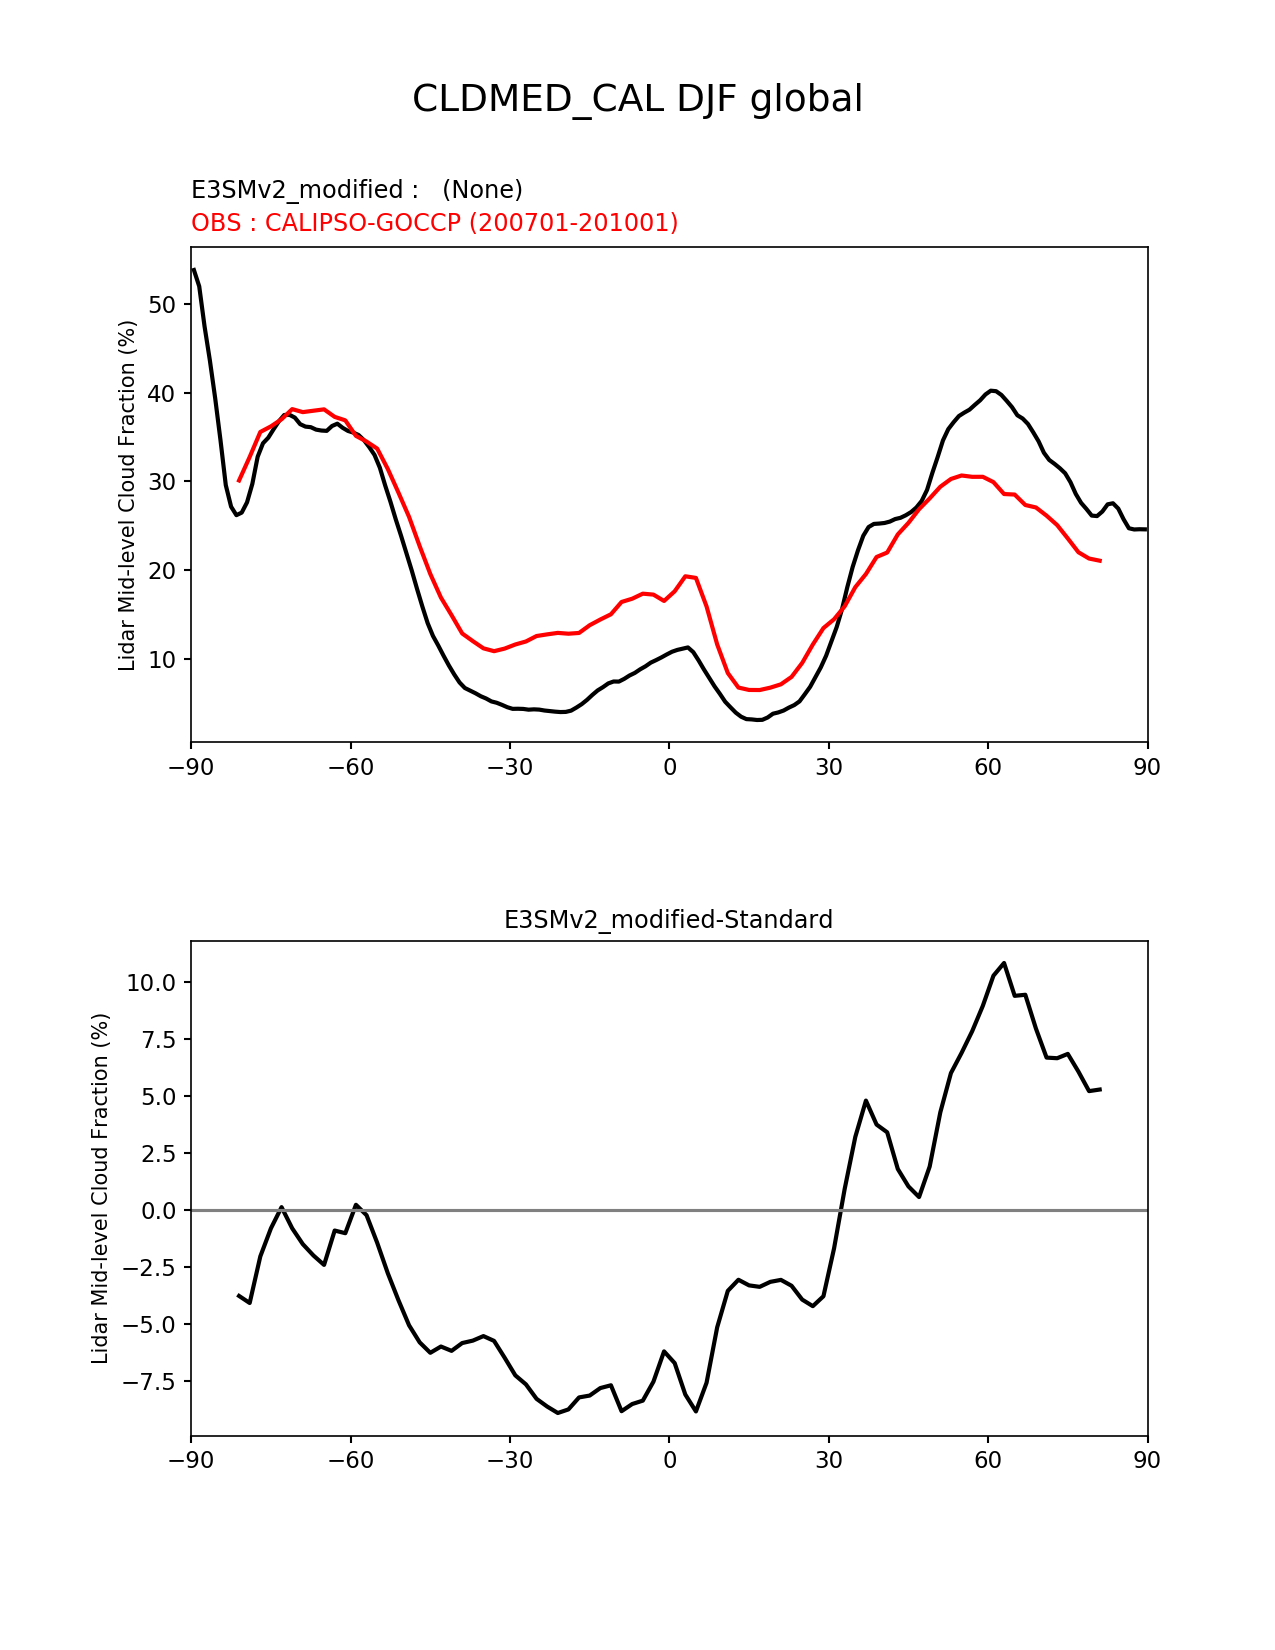 CLDMED_CAL DJF global
E3SMv2_modified :   (None)
OBS : CALIPSO-GOCCP (200701-201001)
Lidar Mid-level Cloud Fraction (%)
50
40
30
20
10
−90 −60 −30 0 30 60 90
E3SMv2_modified-Standard
Lidar Mid-level Cloud Fraction (%)
10.0
7.5
5.0
2.5
0.0
−2.5
−5.0
−7.5
−90 −60 −30 0 30 60 90